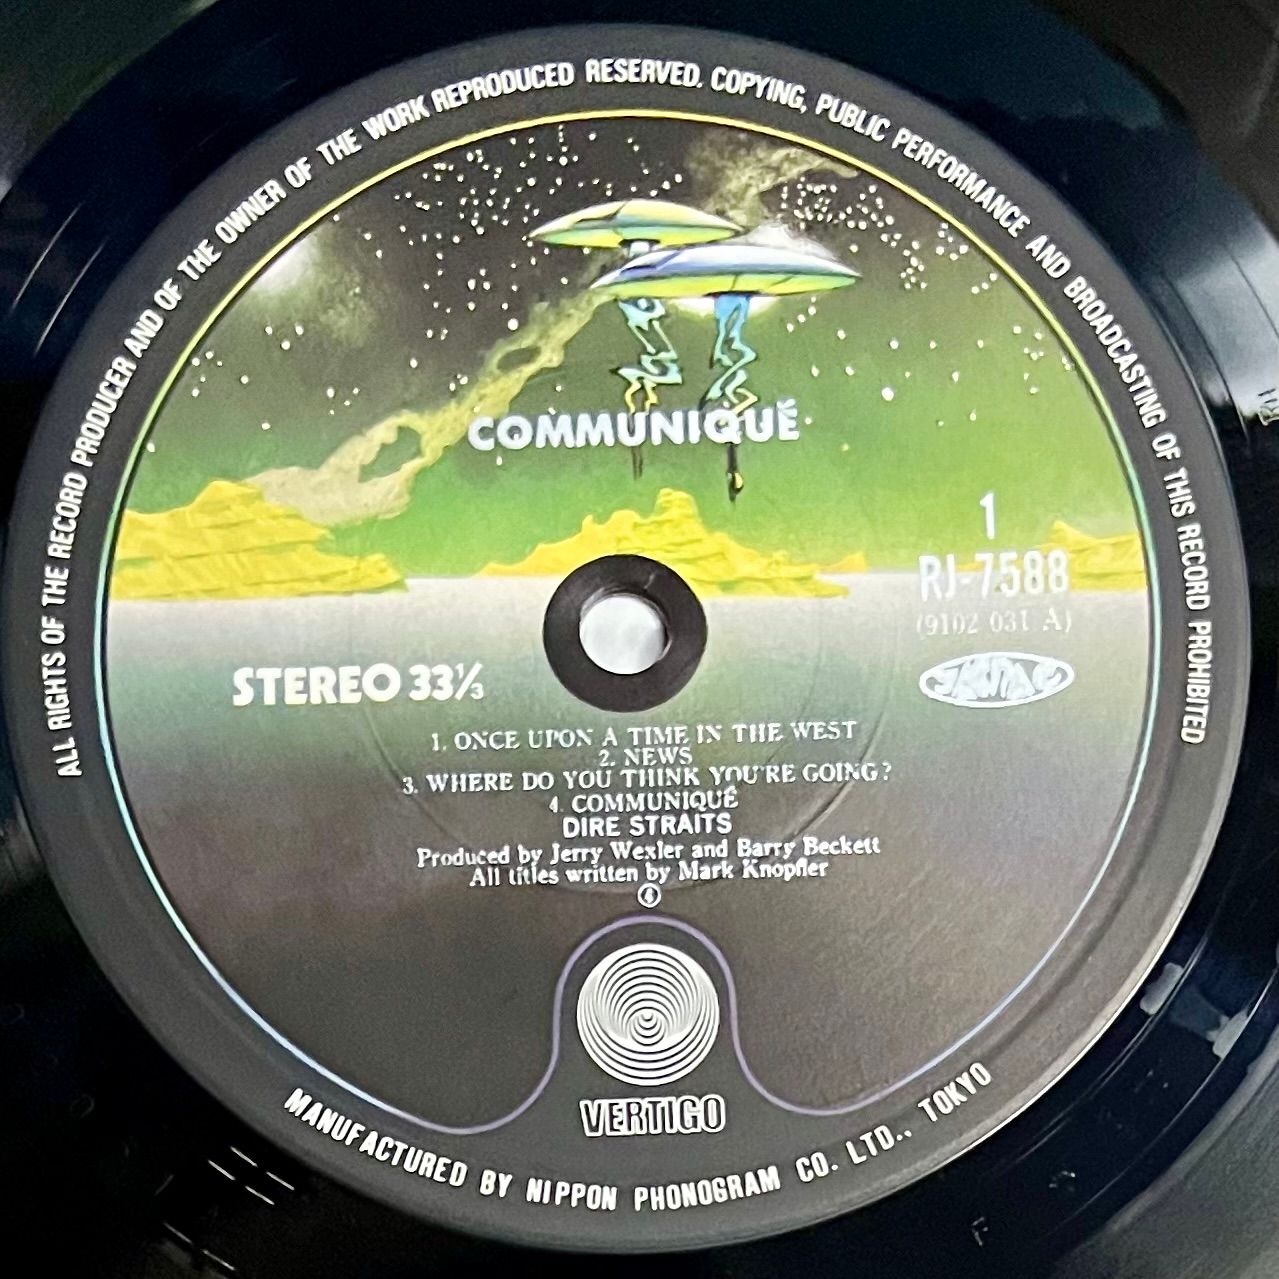 ALL RIGHTS OF THE RECORD PRODUCER AND OF THE OWNER OF THE WORK REPRODUCED RESERVED. COPYING, PUBLIC PERFORMANCE AND BROADCASTING OF THIS RECORD PROHIBITED
COMMUNIQUÉ
1
RJ-7588
(9102 031 A)
STEREO 33⅓
1. ONCE UPON A TIME IN THE WEST
2. NEWS
3. WHERE DO YOU THINK YOU'RE GOING?
4. COMMUNIQUÉ
DIRE STRAITS
Produced by Jerry Wexler and Barry Beckett
All titles written by Mark Knopfler
VERTIGO
MANUFACTURED BY NIPPON PHONOGRAM CO. LTD., TOKYO